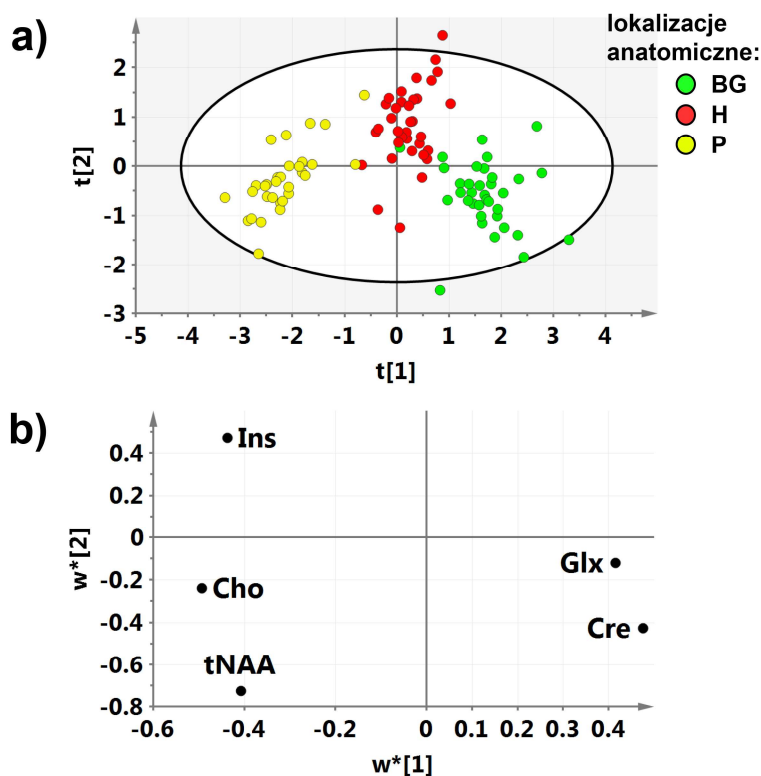 a)
lokalizacje
anatomiczne:
BG
H
P
t[2]
2
1
0
-1
-2
-3
-5 -4 -3 -2 -1 0 1 2 3 4 5
t[1]
b)
w*[2]
0.4
0.2
0
-0.2
-0.4
-0.6
-0.8
Ins
Cho
tNAA
Glx
Cre
-0.6 -0.4 -0.2 0 0.2 0.3 0.4
w*[1]